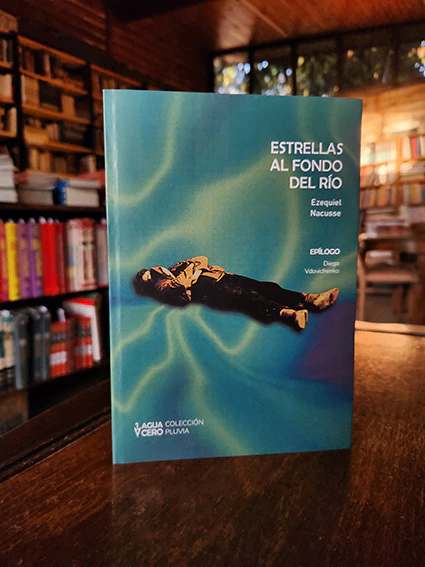 ESTRELLAS
AL FONDO
DEL RÍO
Ezequiel
Nacusse
EPÍLOGO
Diego
Vdovichenko
AGUA COLECCIÓN
CERO PLUVIA